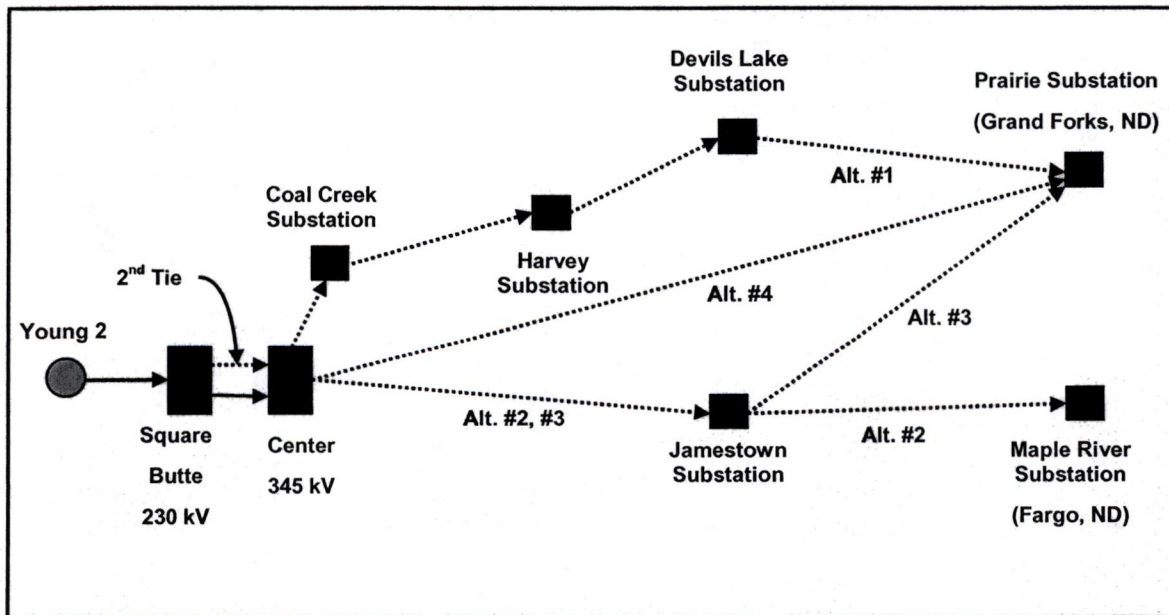 Devils Lake
Substation
Prairie Substation
(Grand Forks, ND)
Alt. #1
Coal Creek
Substation
Harvey
Substation
2nd Tie
Alt. #4
Alt. #3
Young 2
Alt. #2, #3
Alt. #2
Square
Butte
230 kV
Center
345 kV
Jamestown
Substation
Maple River
Substation
(Fargo, ND)